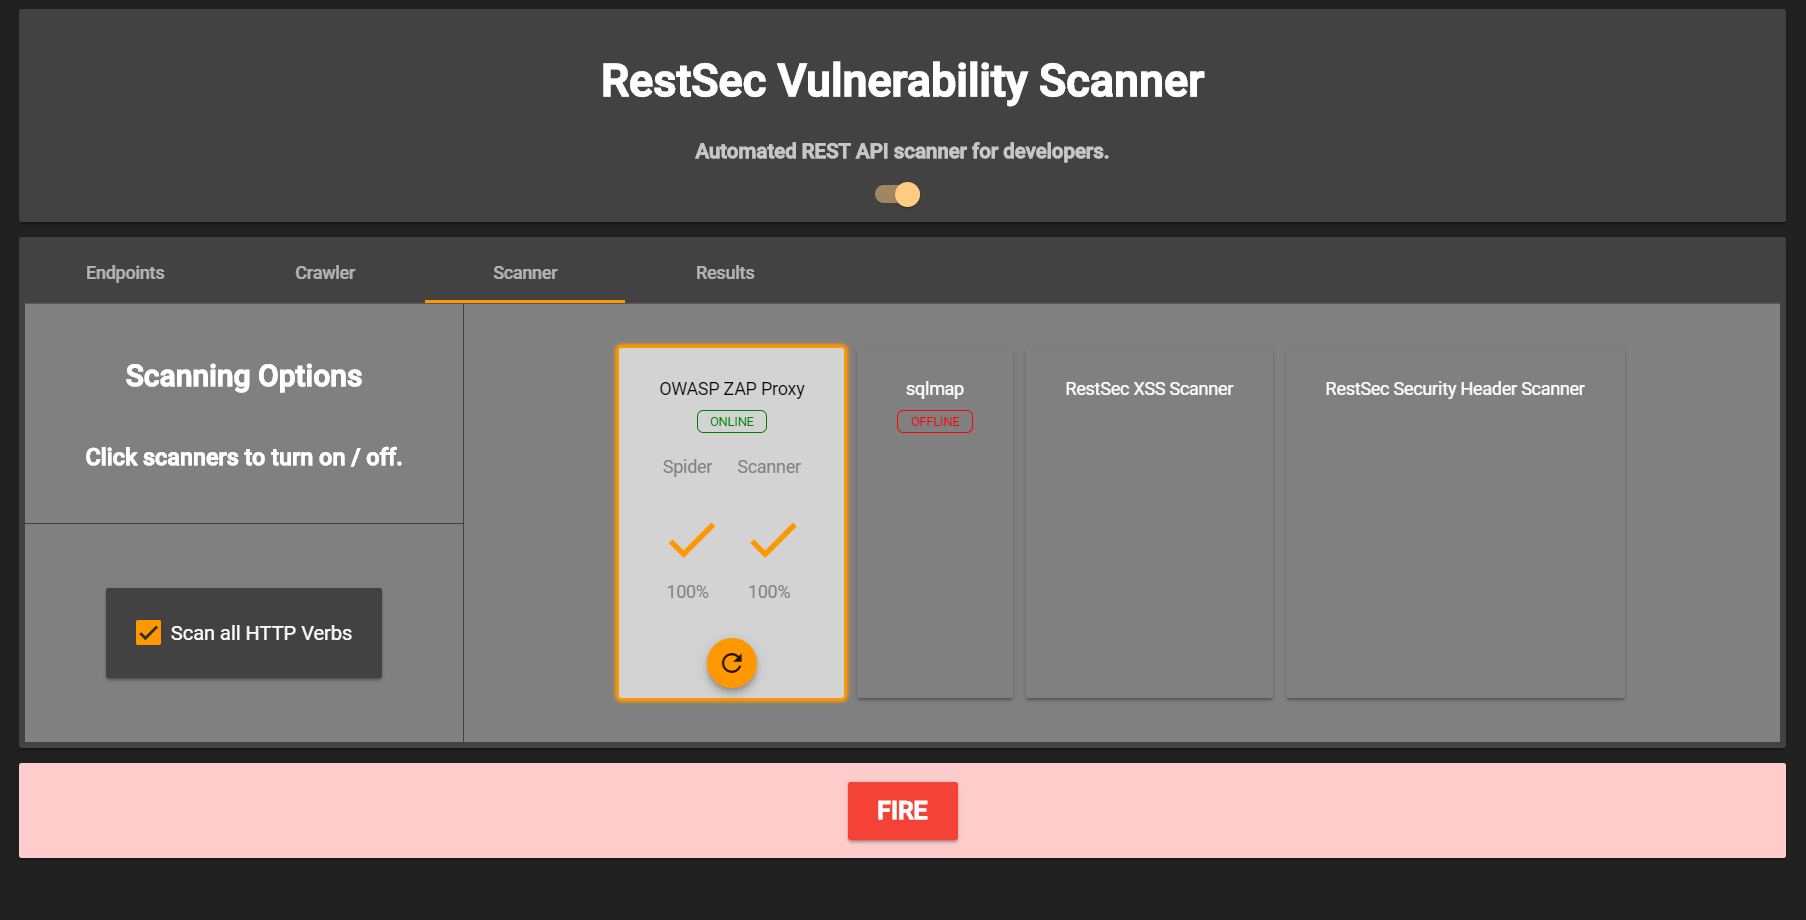 RestSec Vulnerability Scanner
Automated REST API scanner for developers.
Endpoints
Crawler
Scanner
Results
Scanning Options
Click scanners to turn on / off.
Scan all HTTP Verbs
OWASP ZAP Proxy
ONLINE
Spider
Scanner
100%
100%
sqlmap
OFFLINE
RestSec XSS Scanner
RestSec Security Header Scanner
FIRE